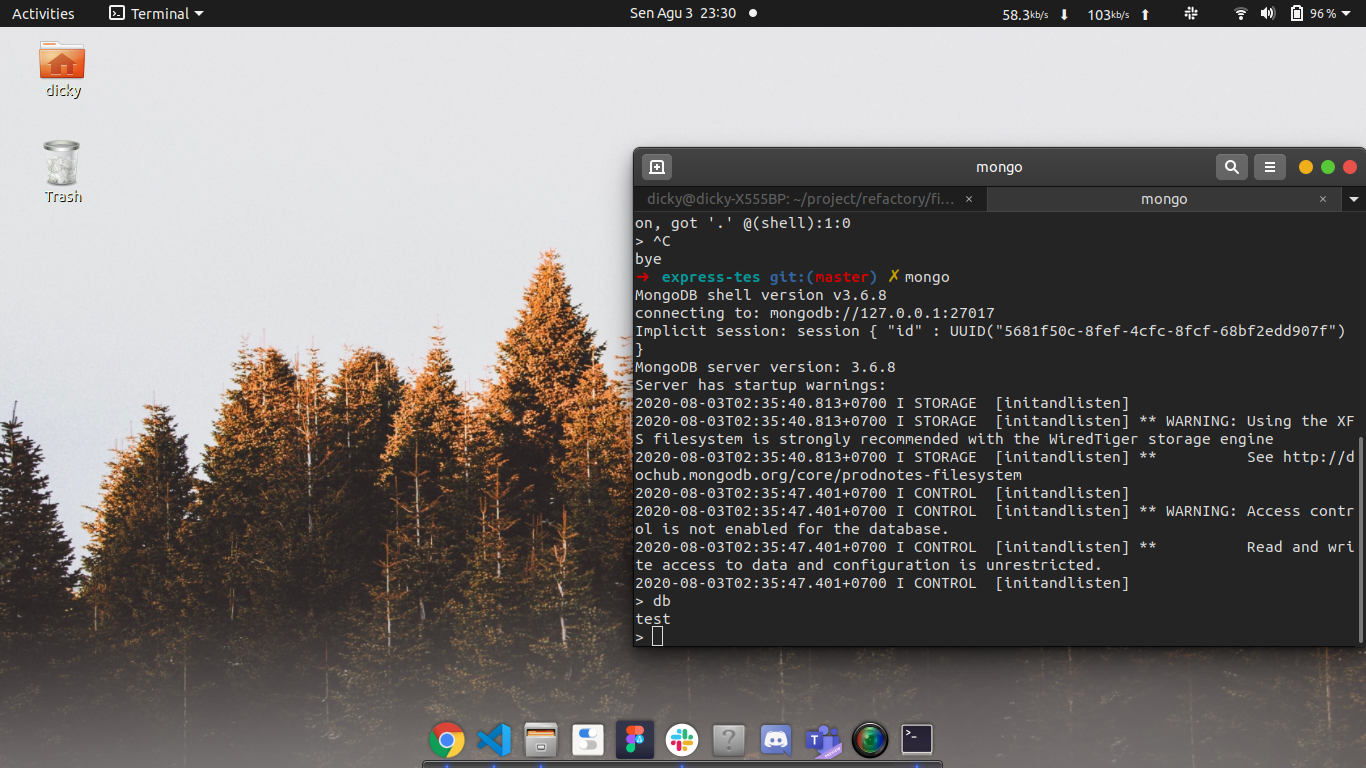 Activities
Terminal
Sen Agu 3 23:30
58.3kb/s
103kb/s
96 %
dicky
Trash
mongo
dicky@dicky-X555BP: ~/project/refactory/fi… ×
mongo ×
on, got '.' @(shell):1:0
> ^C
bye
→ express-tes git:(master) ✗ mongo
MongoDB shell version v3.6.8
connecting to: mongodb://127.0.0.1:27017
Implicit session: session { "id" : UUID("5681f50c-8fef-4cfc-8fcf-68bf2edd907f")
}
MongoDB server version: 3.6.8
Server has startup warnings:
2020-08-03T02:35:40.813+0700 I STORAGE  [initandlisten]
2020-08-03T02:35:40.813+0700 I STORAGE  [initandlisten] ** WARNING: Using the XF
S filesystem is strongly recommended with the WiredTiger storage engine
2020-08-03T02:35:40.813+0700 I STORAGE  [initandlisten] **          See http://d
ochub.mongodb.org/core/prodnotes-filesystem
2020-08-03T02:35:47.401+0700 I CONTROL  [initandlisten]
2020-08-03T02:35:47.401+0700 I CONTROL  [initandlisten] ** WARNING: Access contr
ol is not enabled for the database.
2020-08-03T02:35:47.401+0700 I CONTROL  [initandlisten] **          Read and wri
te access to data and configuration is unrestricted.
2020-08-03T02:35:47.401+0700 I CONTROL  [initandlisten]
> db
test
>